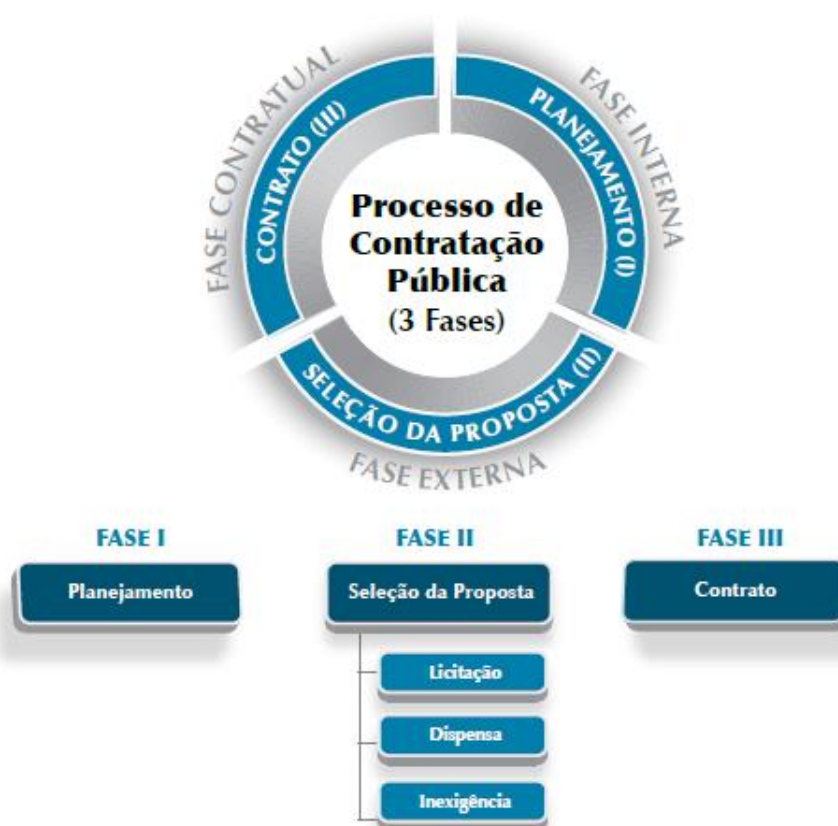 FASE CONTRATUAL
CONTRATO (III)
FASE INTERNA
PLANEJAMENTO (I)
Processo de
Contratação
Pública
(3 Fases)
SELEÇÃO DA PROPOSTA (II)
FASE EXTERNA
FASE I
FASE II
FASE III
Planejamento
Seleção da Proposta
Contrato
Licitação
Dispensa
Inexigência